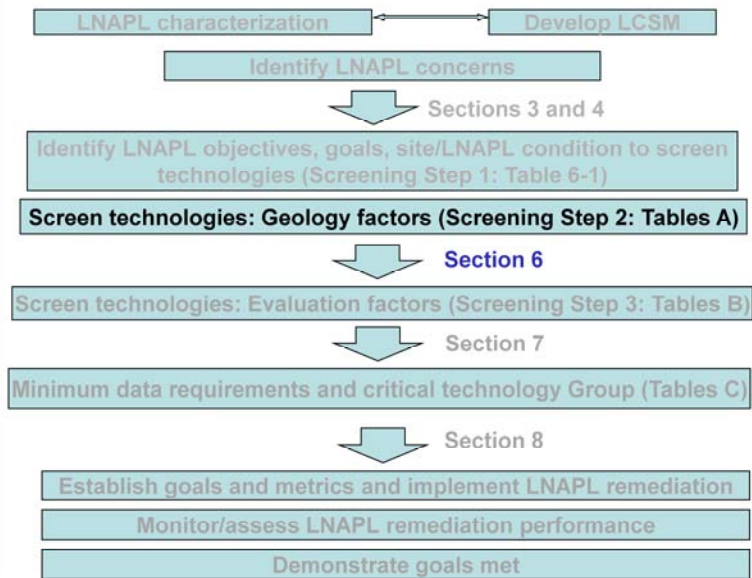 LNAPL characterization
Develop LCSM
Identify LNAPL concerns
Sections 3 and 4
Identify LNAPL objectives, goals, site/LNAPL condition to screen
technologies (Screening Step 1: Table 6-1)
Screen technologies: Geology factors (Screening Step 2: Tables A)
Section 6
Screen technologies: Evaluation factors (Screening Step 3: Tables B)
Section 7
Minimum data requirements and critical technology Group (Tables C)
Section 8
Establish goals and metrics and implement LNAPL remediation
Monitor/assess LNAPL remediation performance
Demonstrate goals met